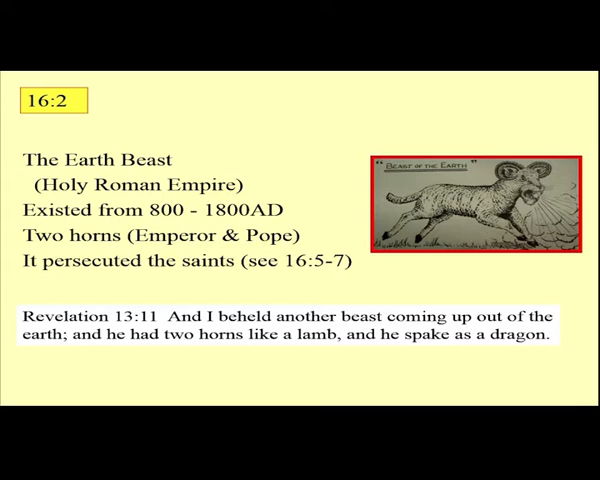 16:2
The Earth Beast
(Holy Roman Empire)
Existed from 800 - 1800AD
Two horns (Emperor & Pope)
It persecuted the saints (see 16:5-7)
"BEAST OF THE EARTH"
Revelation 13:11 And I beheld another beast coming up out of the
earth; and he had two horns like a lamb, and he spake as a dragon.